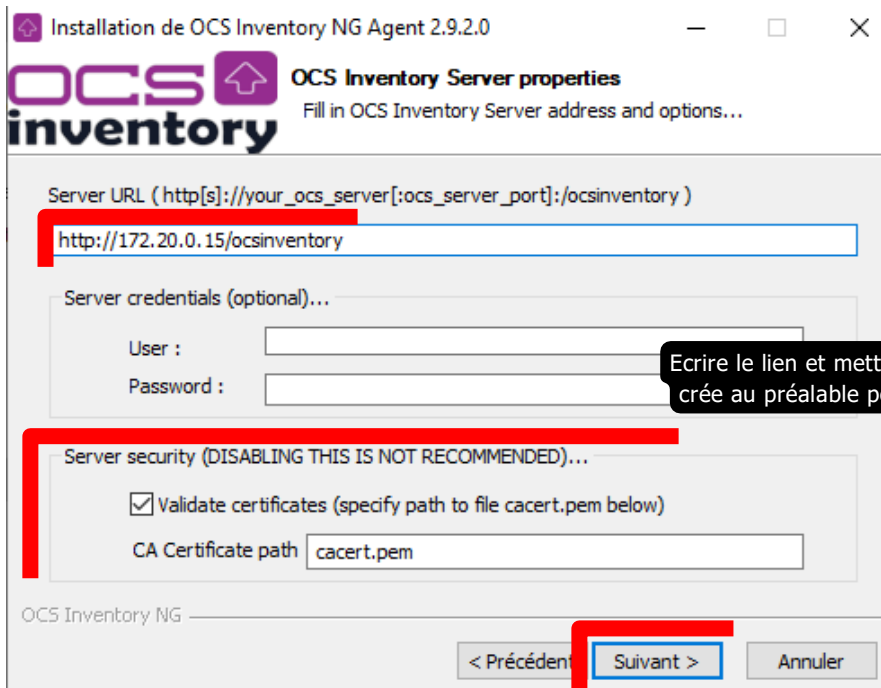 Installation de OCS Inventory NG Agent 2.9.2.0
OCS
inventory
OCS Inventory Server properties
Fill in OCS Inventory Server address and options...
Server URL ( http[s]://your_ocs_server[:ocs_server_port]:/ocsinventory )
http://172.20.0.15/ocsinventory
Server credentials (optional)...
User :
Password :
Ecrire le lien et mett
crée au préalable p
Server security (DISABLING THIS IS NOT RECOMMENDED)...
Validate certificates (specify path to file cacert.pem below)
CA Certificate path cacert.pem
OCS Inventory NG
< Précédent Suivant > Annuler